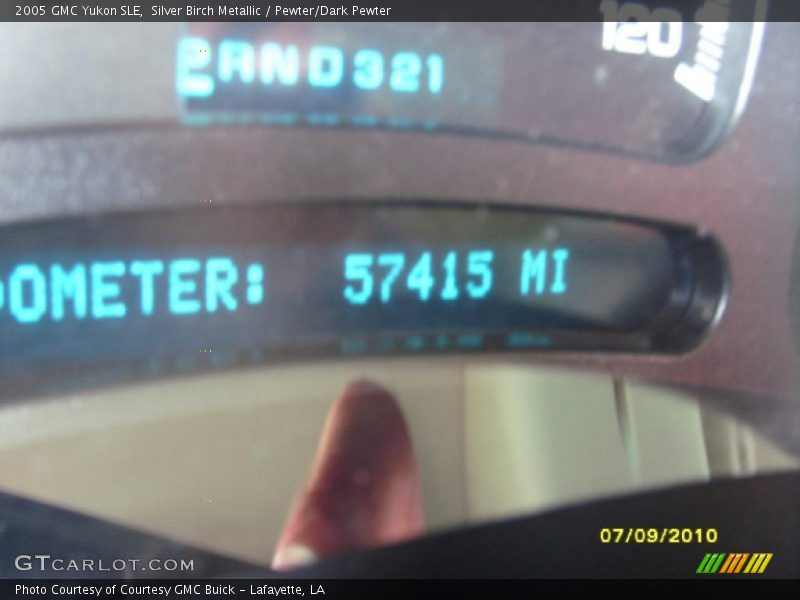 2005 GMC Yukon SLE,  Silver Birch Metallic / Pewter/Dark Pewter
120
PRND321
OMETER: 57415 MI
07/09/2010
GTCARLOT.COM
Photo Courtesy of Courtesy GMC Buick - Lafayette, LA